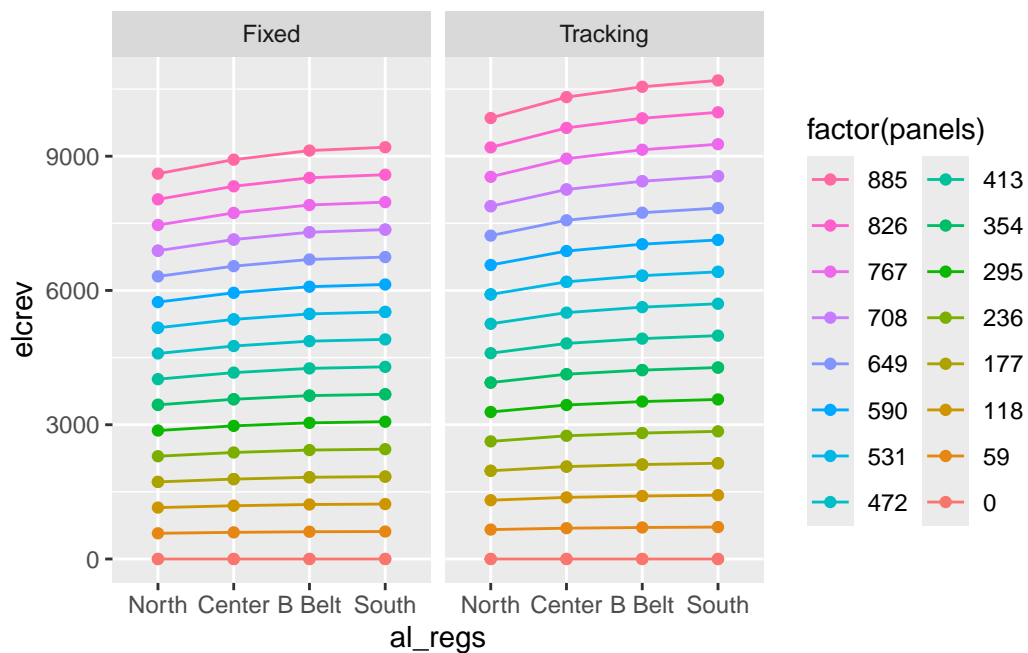 Fixed Tracking
9000
6000
3000
0
elcrev
North Center B Belt South North Center B Belt South
al_regs
factor(panels)
885 413
826 354
767 295
708 236
649 177
590 118
531 59
472 0